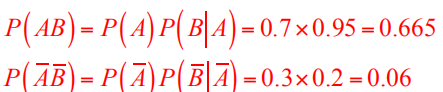 P(AB) = P(A)P(B|A) = 0.7×0.95 = 0.665
P(A̅B̅) = P(A̅)P(B̅|A̅) = 0.3×0.2 = 0.06